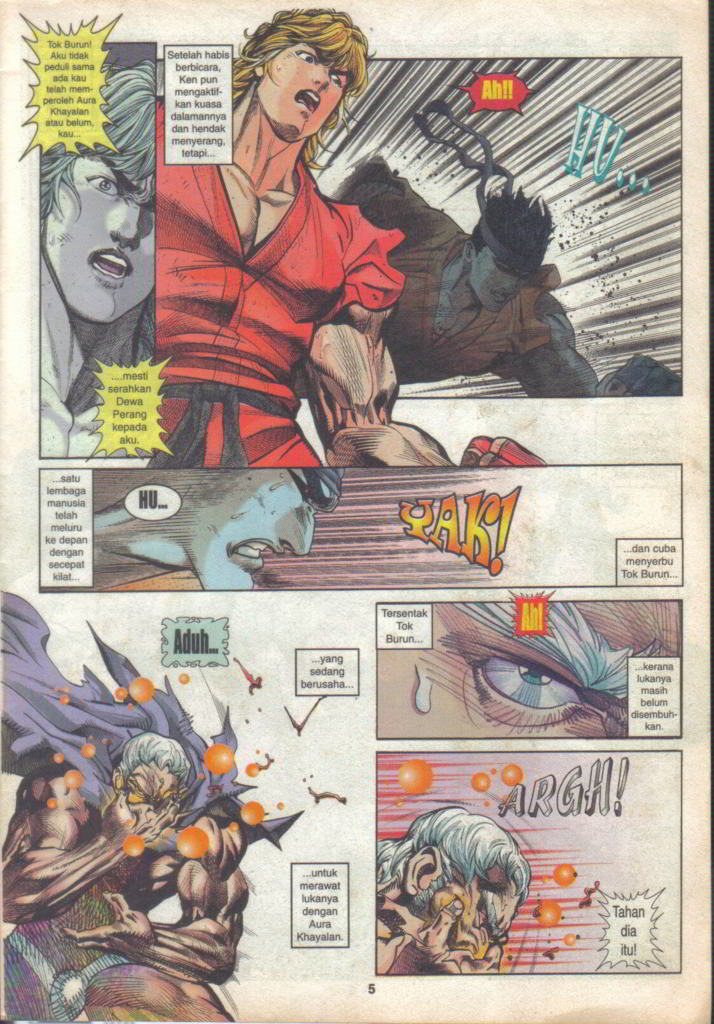 Tok Burun!
Aku tidak
peduli sama
ada kau
telah mem-
peroleh Aura
Khayalan
atau belum,
kau...
Setelah habis
berbicara,
Ken pun
mengaktif-
kan kuasa
dalamannya
dan hendak
menyerang,
tetapi...
Ah!!
HU...
....mesti
serahkan
Dewa
Perang
kepada
aku.
...satu
lembaga
manusia
telah
meluru
ke depan
dengan
secepat
kilat...
HU...
YAK!
...dan cuba
menyerbu
Tok Burun...
Aduh...
...yang
sedang
berusaha...
Tersentak
Tok
Burun...
Ah!
...kerana
lukanya
masih
belum
disembuh-
kan.
...untuk
merawat
lukanya
dengan
Aura
Khayalan.
ARGH!
Tahan
dia
itu!
5